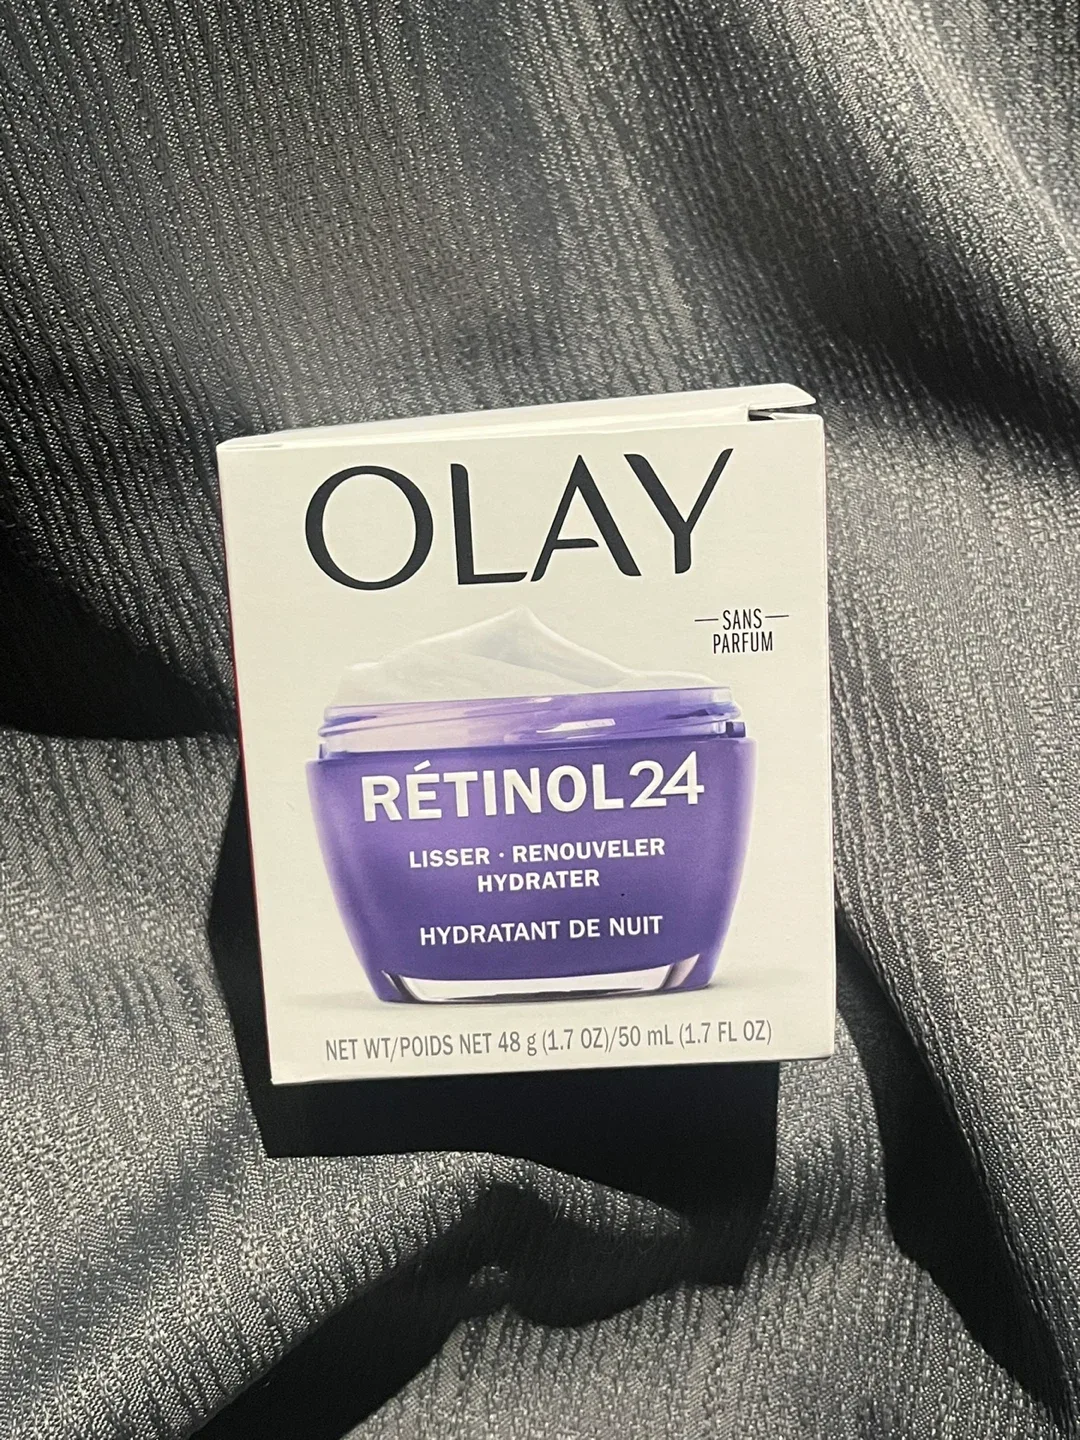 OLAY
SANS
PARFUM
RÉTINOL24
LISSER · RENOUVELER
HYDRATER
HYDRATANT DE NUIT
NET WT/POIDS NET 48 g (1.7 OZ)/50 mL (1.7 FL OZ)